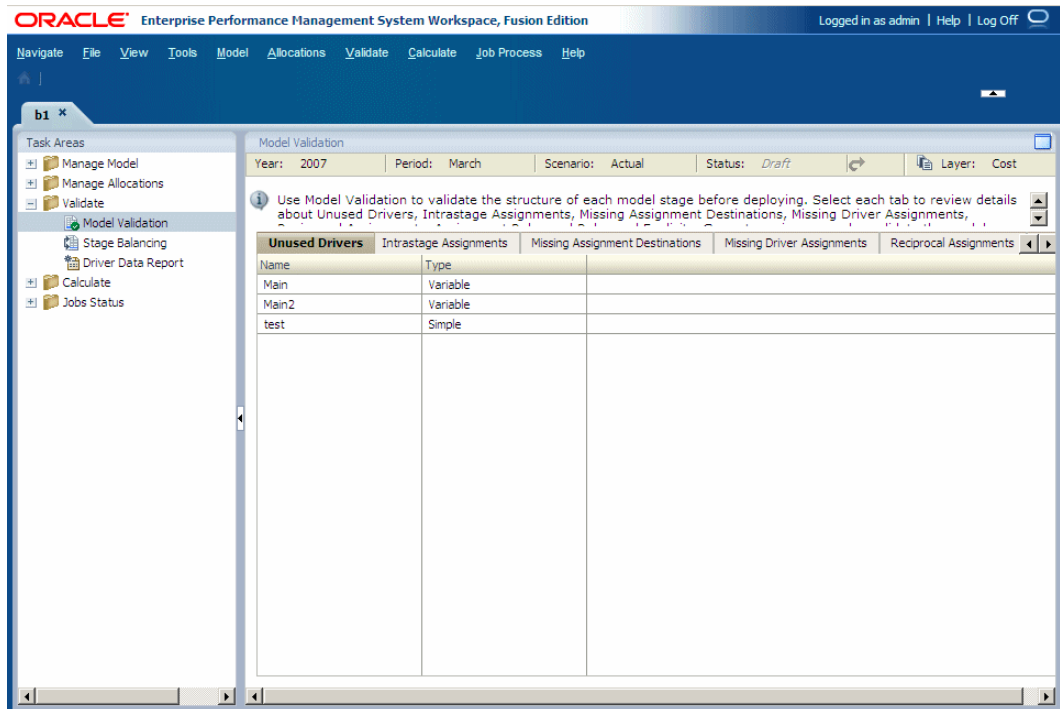 ORACLE Enterprise Performance Management System Workspace, Fusion Edition Logged in as admin | Help | Log Off
Navigate File View Tools Model Allocations Validate Calculate Job Process Help
b1 ×
Task Areas
Manage Model
Manage Allocations
Validate
Model Validation
Stage Balancing
Driver Data Report
Calculate
Jobs Status
Model Validation
Year: 2007 Period: March Scenario: Actual Status: Draft Layer: Cost
Use Model Validation to validate the structure of each model stage before deploying. Select each tab to review details
about Unused Drivers, Intrastage Assignments, Missing Assignment Destinations, Missing Driver Assignments,
Unused Drivers Intrastage Assignments Missing Assignment Destinations Missing Driver Assignments Reciprocal Assignments
Name Type
Main Variable
Main2 Variable
test Simple